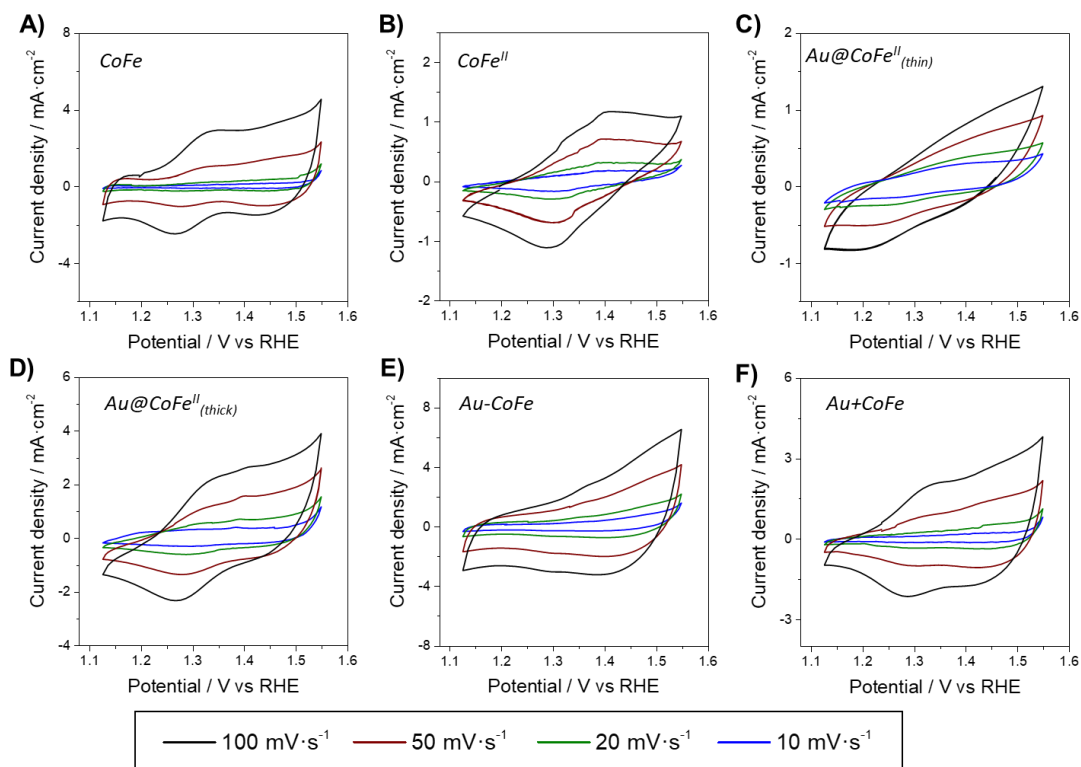 A)
CoFe
8
4
0
-4
Current density / mA·cm⁻²
1.1 1.2 1.3 1.4 1.5 1.6
Potential / V vs RHE
B)
CoFeᴵᴵ
2
1
0
-1
-2
Current density / mA·cm⁻²
1.1 1.2 1.3 1.4 1.5 1.6
Potential / V vs RHE
C)
Au@CoFeᴵᴵ(thin)
2
1
0
-1
Current density / mA·cm⁻²
1.1 1.2 1.3 1.4 1.5 1.6
Potential / V vs RHE
D)
Au@CoFeᴵᴵ(thick)
6
4
2
0
-2
-4
Current density / mA·cm⁻²
1.1 1.2 1.3 1.4 1.5 1.6
Potential / V vs RHE
E)
Au-CoFe
8
4
0
-4
-8
Current density / mA·cm⁻²
1.1 1.2 1.3 1.4 1.5 1.6
Potential / V vs RHE
F)
Au+CoFe
6
3
0
-3
Current density / mA·cm⁻²
1.1 1.2 1.3 1.4 1.5 1.6
Potential / V vs RHE
100 mV·s⁻¹ 50 mV·s⁻¹ 20 mV·s⁻¹ 10 mV·s⁻¹